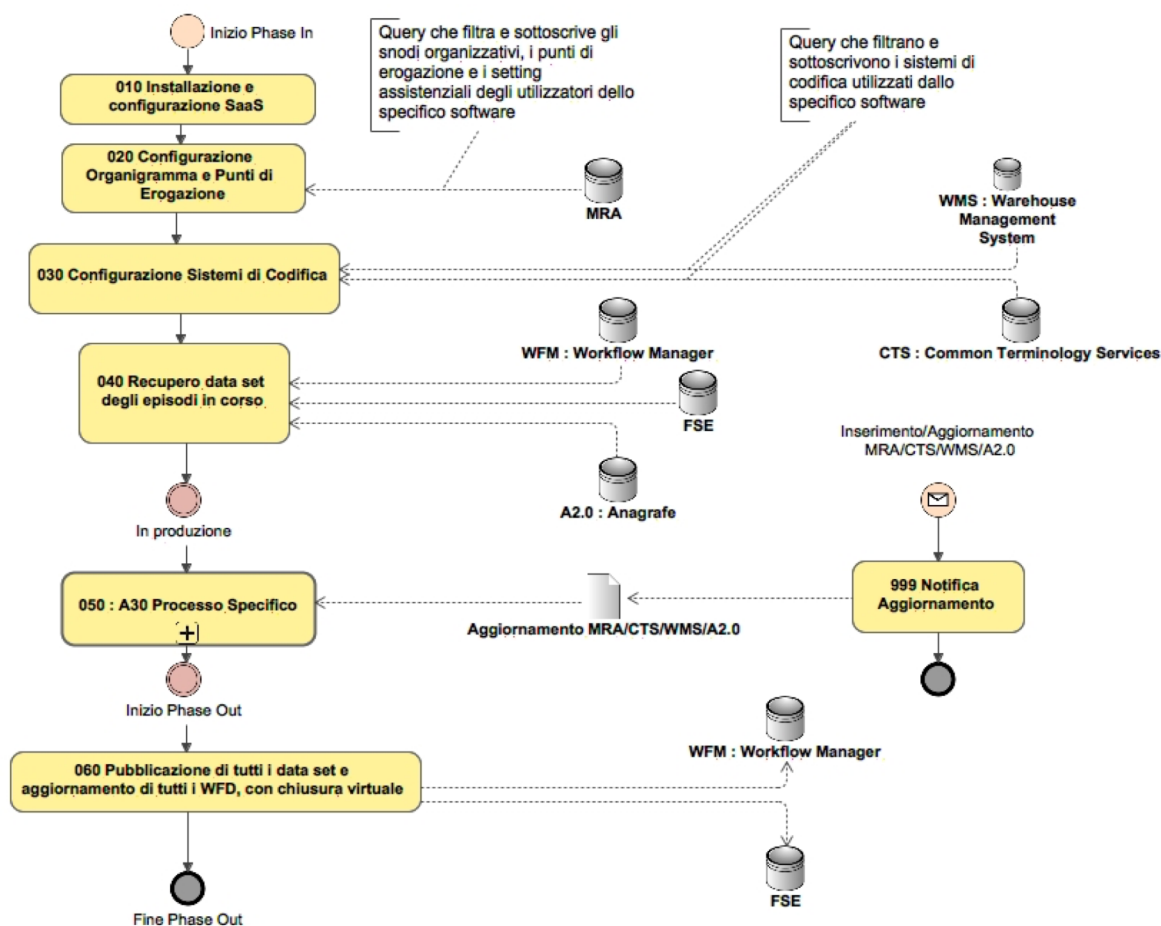 Inizio Phase In
010 Installazione e
configurazione SaaS
Query che filtra e sottoscrive gli
snodi organizzativi, i punti di
erogazione e i setting
assistenziali degli utilizzatori dello
specifico software
Query che filtrano e
sottoscrivono i sistemi di
codifica utilizzati dallo
specifico software
020 Configurazione
Organigramma e Punti di
Erogazione
MRA
WMS : Warehouse
Management
System
030 Configurazione Sistemi di Codifica
WFM : Workflow Manager
CTS : Common Terminology Services
040 Recupero data set
degli episodi in corso
FSE
A2.0 : Anagrafe
Inserimento/Aggiornamento
MRA/CTS/WMS/A2.0
In produzione
050 : A30 Processo Specifico
Aggiornamento MRA/CTS/WMS/A2.0
999 Notifica
Aggiornamento
Inizio Phase Out
060 Pubblicazione di tutti i data set e
aggiornamento di tutti i WFD, con chiusura virtuale
WFM : Workflow Manager
FSE
Fine Phase Out